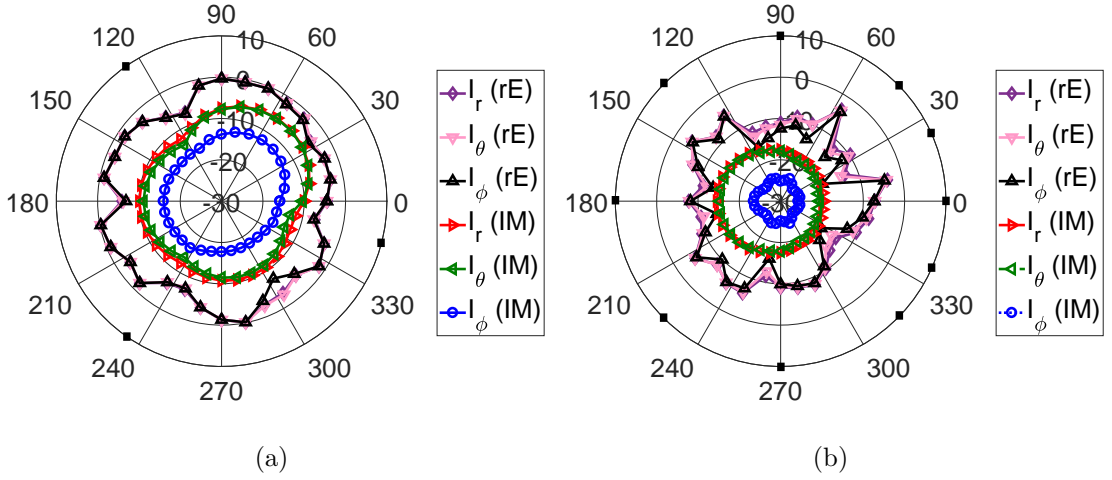 90
120
60
150
30
180
0
210
330
240
300
270
10
0
-10
-20
-30
I_r (rE)
I_θ (rE)
I_ϕ (rE)
I_r (IM)
I_θ (IM)
I_ϕ (IM)
(a)
90
120
60
150
30
180
0
210
330
240
300
270
10
0
-20
I_r (rE)
I_θ (rE)
I_ϕ (rE)
I_r (IM)
I_θ (IM)
I_ϕ (IM)
(b)